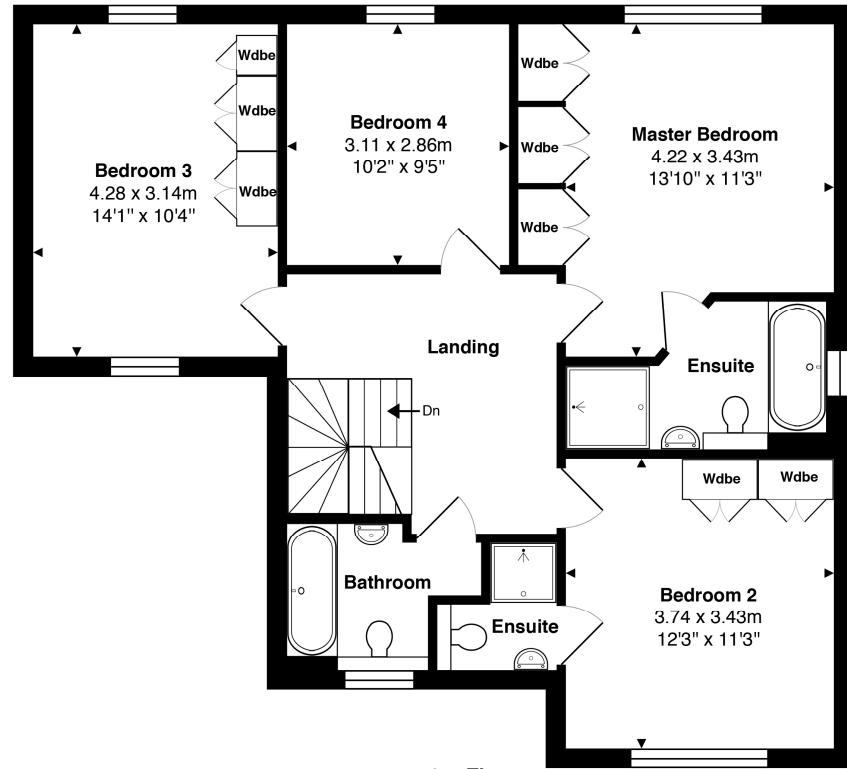 Bedroom 3
4.28 x 3.14m
14'1" x 10'4"
Wdbe
Wdbe
Wdbe
Bedroom 4
3.11 x 2.86m
10'2" x 9'5"
Wdbe
Wdbe
Wdbe
Master Bedroom
4.22 x 3.43m
13'10" x 11'3"
Landing
Dn
Ensuite
Wdbe
Wdbe
Bathroom
Ensuite
Bedroom 2
3.74 x 3.43m
12'3" x 11'3"